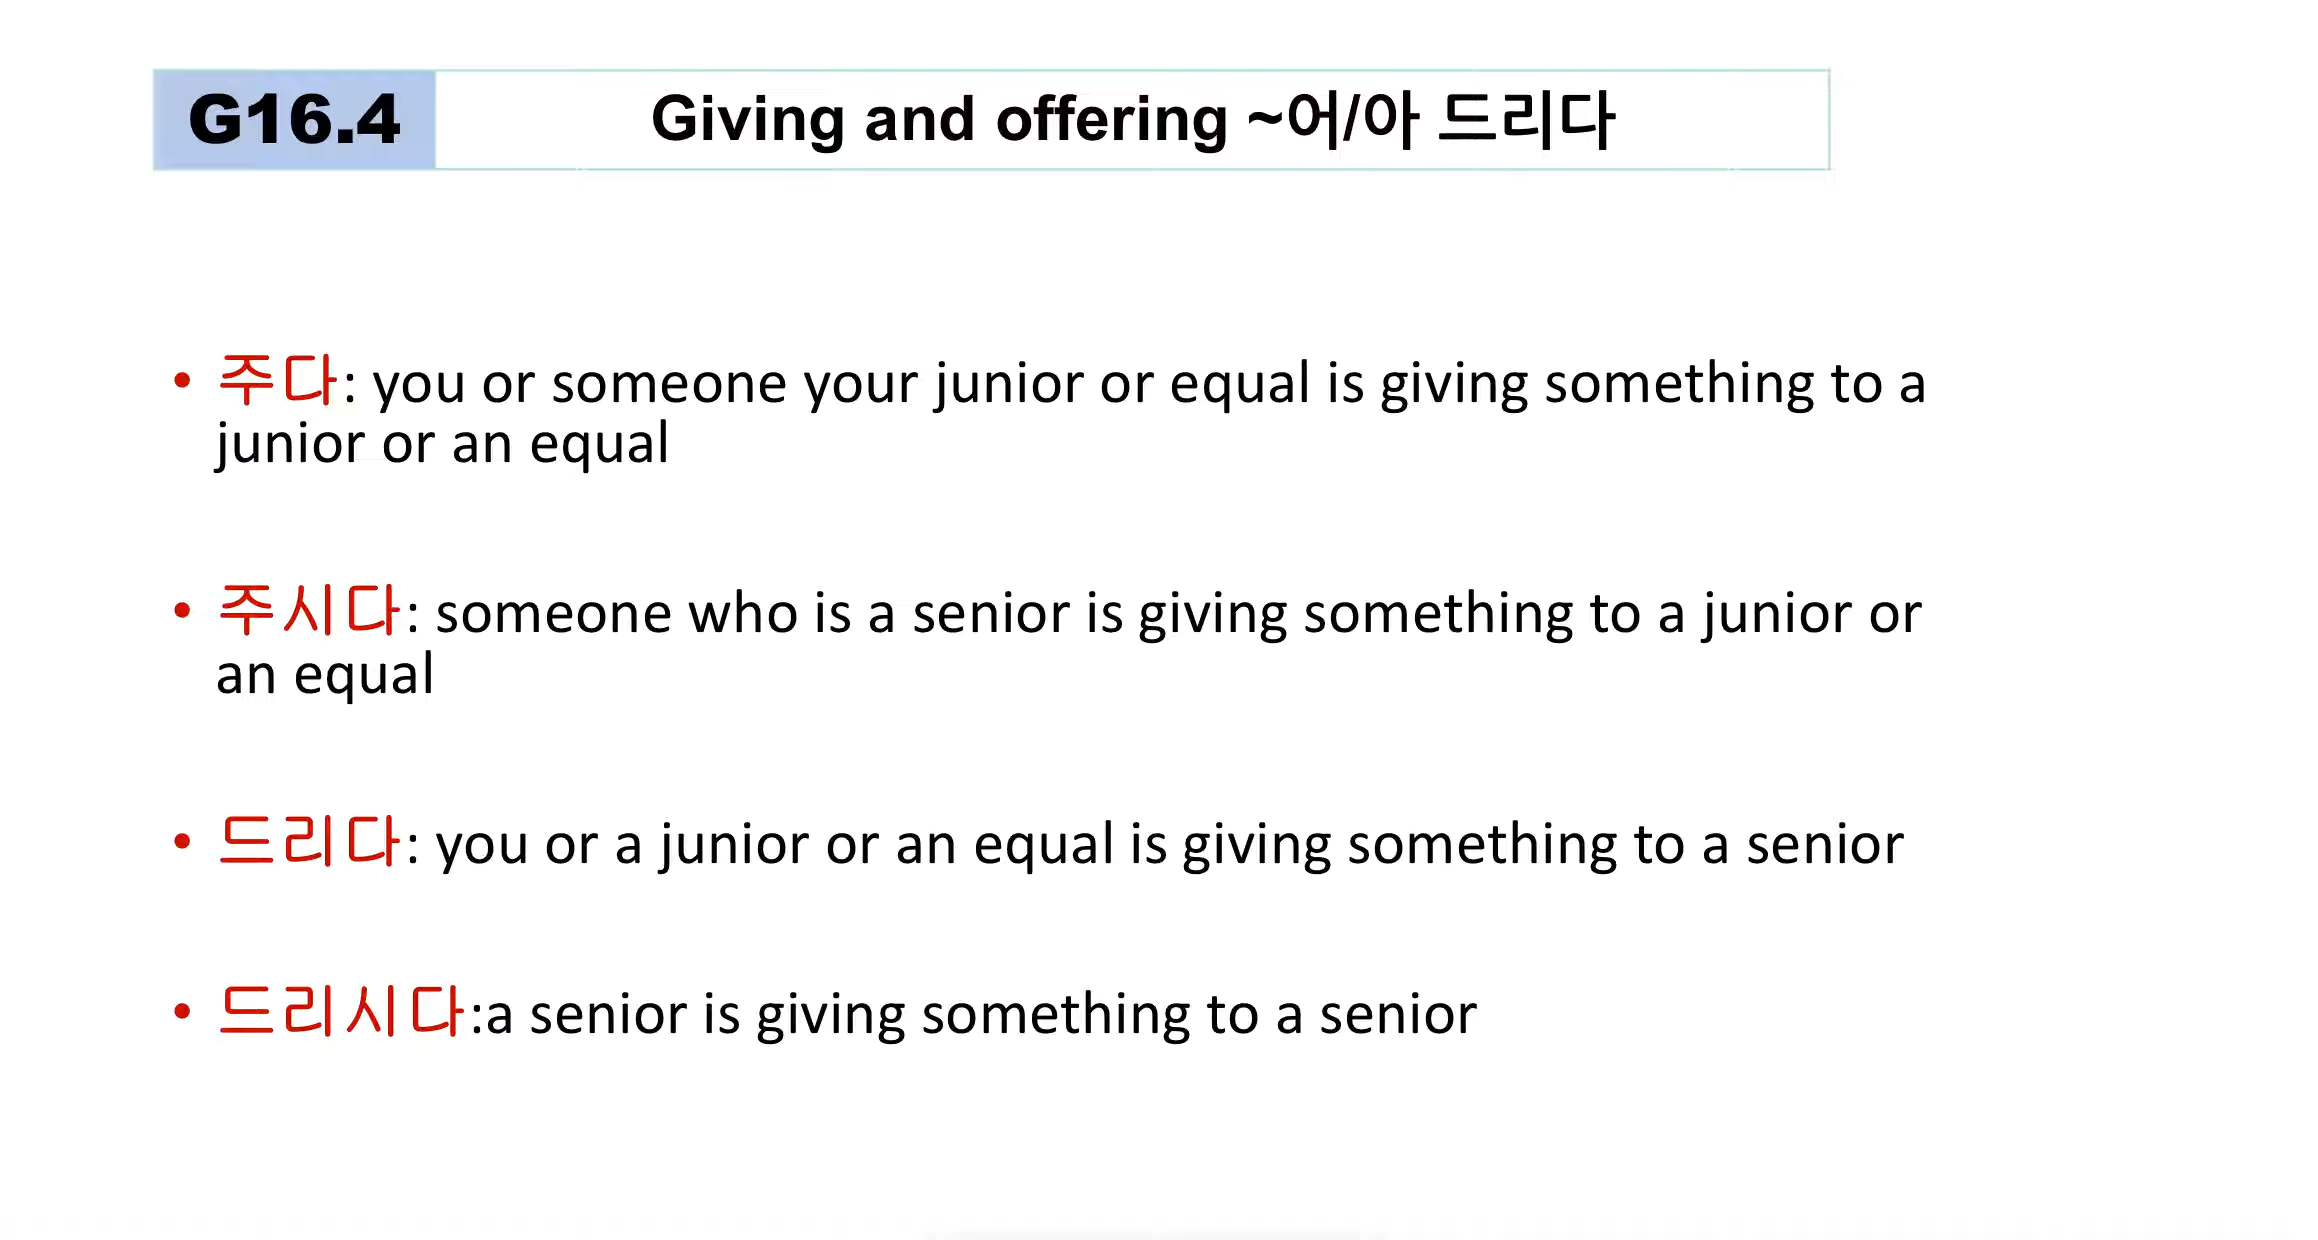 G16.4 Giving and offering ~어/아 드리다
• 주다: you or someone your junior or equal is giving something to a
junior or an equal
• 주시다: someone who is a senior is giving something to a junior or
an equal
• 드리다: you or a junior or an equal is giving something to a senior
• 드리시다:a senior is giving something to a senior